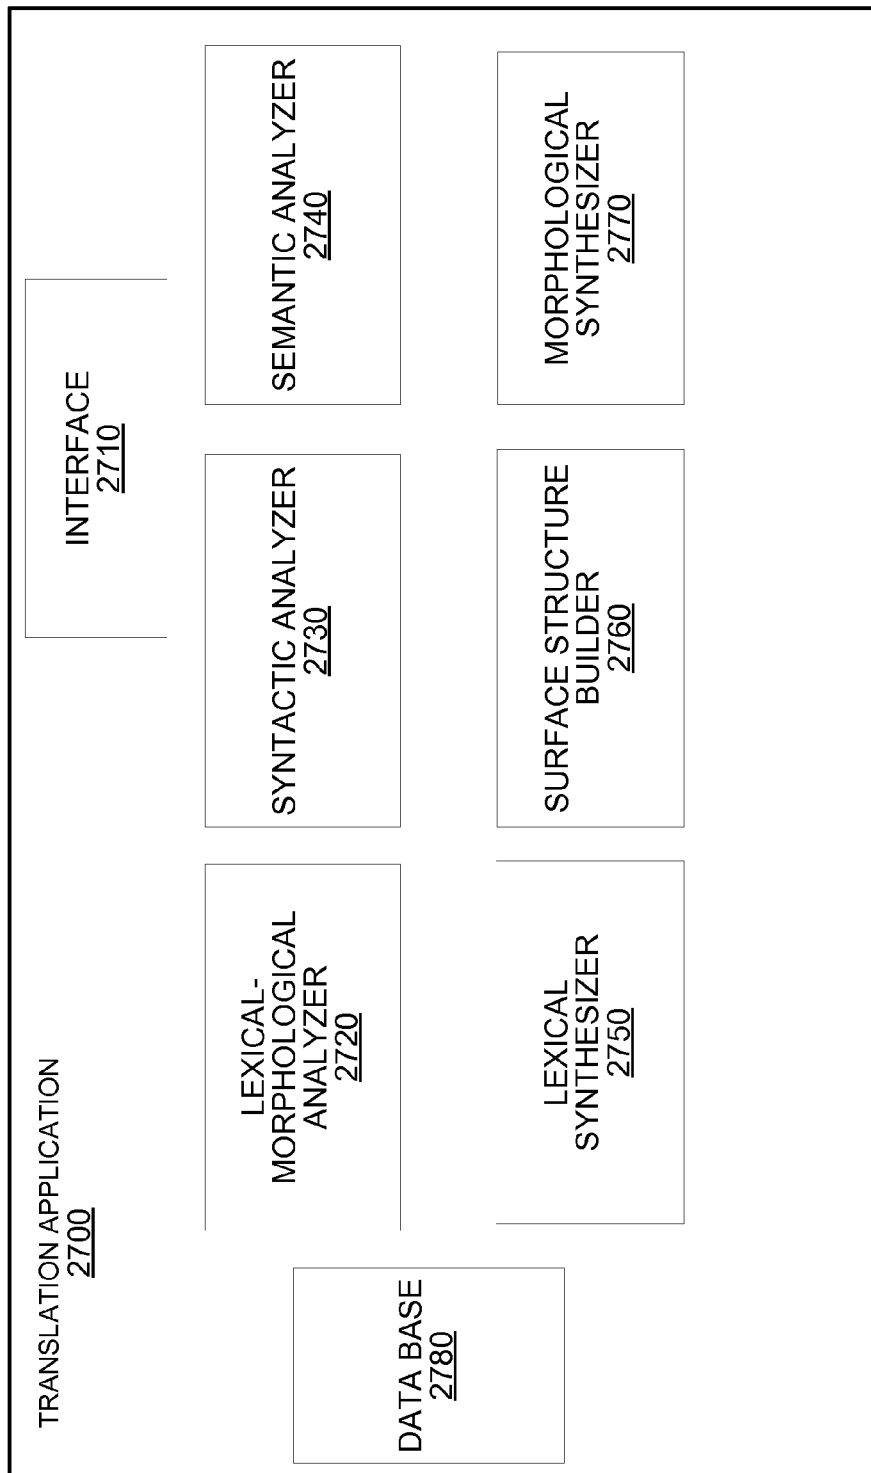 TRANSLATION APPLICATION
2700
INTERFACE
2710
LEXICAL-
MORPHOLOGICAL
ANALYZER
2720
SYNTACTIC ANALYZER
2730
SEMANTIC ANALYZER
2740
DATA BASE
2780
LEXICAL
SYNTHESIZER
2750
SURFACE STRUCTURE
BUILDER
2760
MORPHOLOGICAL
SYNTHESIZER
2770